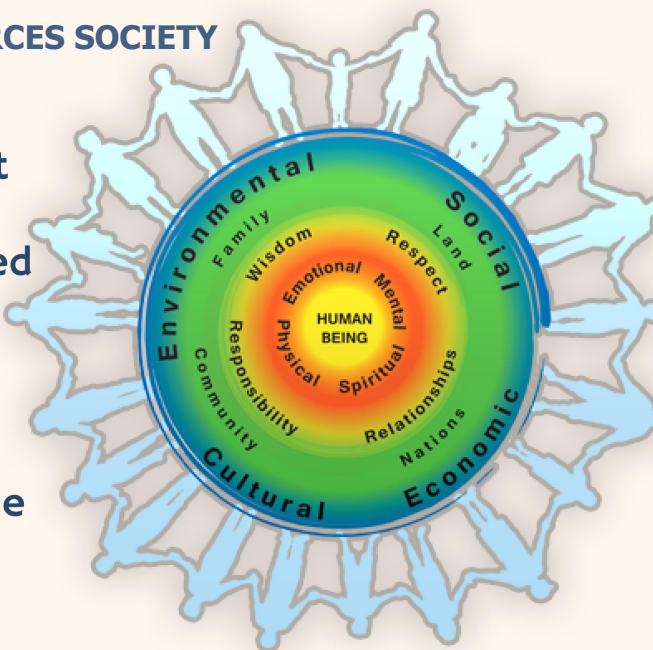 RCES SOCIETY
t
ed
e
Environmental
Social
Economic
Cultural
Family
Land
Nations
Community
Wisdom
Respect
Relationships
Responsibility
Emotional
Mental
Spiritual
Physical
HUMAN
BEING